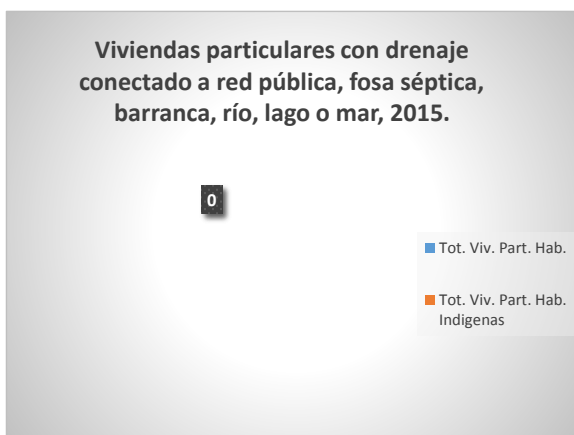 Viviendas particulares con drenaje
conectado a red pública, fosa séptica,
barranca, río, lago o mar, 2015.
0
Tot. Viv. Part. Hab.
Tot. Viv. Part. Hab.
Indigenas